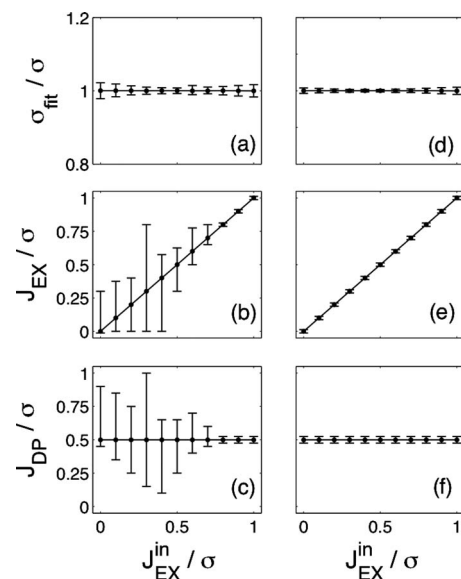 1.2
1
0.8
σ_fit / σ
(a)
(d)
1
0.75
0.5
0.25
0
J_EX / σ
(b)
(e)
1
0.75
0.5
0.25
0
J_DP / σ
(c)
(f)
0 0.5 1
0 0.5 1
J_EX^in / σ
J_EX^in / σ